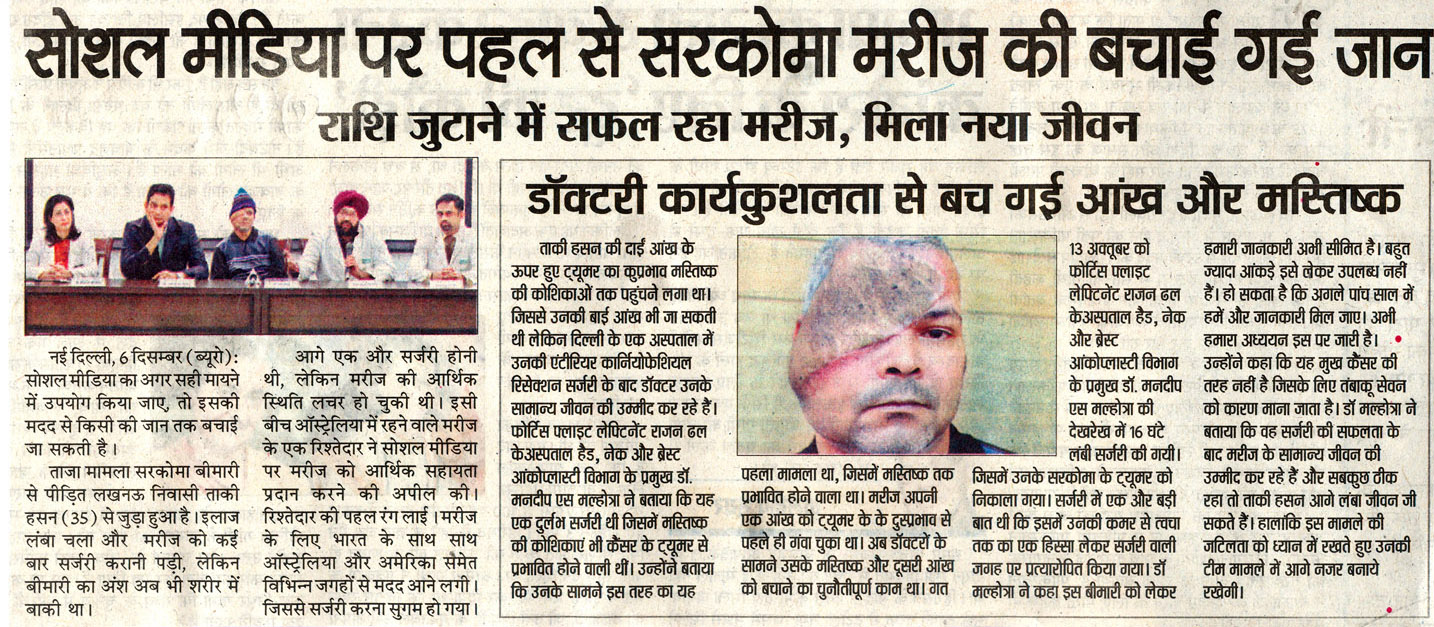 सोशल मीडिया पर पहल से सरकोमा मरीज की बचाई गई जान
राशि जुटाने में सफल रहा मरीज, मिला नया जीवन
नई दिल्ली, 6 दिसम्बर (ब्यूरो):
सोशल मीडिया का अगर सही मायने
में उपयोग किया जाए, तो इसकी
मदद से किसी की जान तक बचाई
जा सकती है।
ताजा मामला सरकोमा बीमारी
से पीड़ित लखनऊ निवासी ताकी
हसन (35) से जुड़ा हुआ है। इलाज
लंबा चला और मरीज को कई
बार सर्जरी करानी पड़ी, लेकिन
बीमारी का अंश अब भी शरीर में
बाकी था।
आगे एक और सर्जरी होनी
थी, लेकिन मरीज की आर्थिक
स्थिति लचर हो चुकी थी। इसी
बीच ऑस्ट्रेलिया में रहने वाले मरीज
के एक रिश्तेदार ने सोशल मीडिया
पर मरीज को आर्थिक सहायता
प्रदान करने की अपील की।
रिश्तेदार की पहल रंग लाई। मरीज
के लिए भारत के साथ साथ
ऑस्ट्रेलिया और अमेरिका समेत
विभिन्न जगहों से मदद आने लगी।
जिससे सर्जरी करना सुगम हो गया।
डॉक्टरी कार्यकुशलता से बच गई आंख और मस्तिष्क
ताकी हसन की दाई आंख के
ऊपर हुए ट्यूमर का कुप्रभाव मस्तिष्क
की कोशिकाओं तक पहुंचने लगा था।
जिससे उनकी बाई आंख भी जा सकती
थी लेकिन दिल्ली के एक अस्पताल में
उनकी एंटीरियर कार्नियोफेशियल
रिसेक्शन सर्जरी के बाद डॉक्टर उनके
सामान्य जीवन की उम्मीद कर रहे हैं।
फोर्टिस फ्लाइट लेफ्टिनेंट राजन ढल
केअस्पताल हैड, नेक और ब्रेस्ट
आंकोप्लास्टी विभाग के प्रमुख डॉ.
मनदीप एस मल्होत्रा ने बताया कि यह
एक दुर्लभ सर्जरी थी जिसमें मस्तिष्क
की कोशिकाएं भी कैंसर के ट्यूमर से
प्रभावित होने वाली थीं। उन्होंने बताया
कि उनके सामने इस तरह का यह
पहला मामला था, जिसमें मस्तिष्क तक
प्रभावित होने वाला था। मरीज अपनी
एक आंख को ट्यूमर के के दुस्प्रभाव से
पहले ही गंवा चुका था। अब डॉक्टरों के
सामने उसके मस्तिष्क और दूसरी आंख
को बचाने का चुनौतीपूर्ण काम था। गत
13 अक्तूबर को
फोर्टिस फ्लाइट
लेफ्टिनेंट राजन ढल
केअस्पताल हैड, नेक
और ब्रेस्ट
आंकोप्लास्टी विभाग
के प्रमुख डॉ. मनदीप
एस मल्होत्रा की
देखरेख में 16 घंटे
लंबी सर्जरी की गयी।
जिसमें उनके सरकोमा के ट्यूमर को
निकाला गया। सर्जरी में एक और बड़ी
बात थी कि इसमें उनकी कमर से त्वचा
तक का एक हिस्सा लेकर सर्जरी वाली
जगह पर प्रत्यारोपित किया गया। डॉ
मल्होत्रा ने कहा इस बीमारी को लेकर
हमारी जानकारी अभी सीमित है। बहुत
ज्यादा आंकड़े इसे लेकर उपलब्ध नहीं
हैं। हो सकता है कि अगले पांच साल में
हमें और जानकारी मिल जाए। अभी
हमारा अध्ययन इस पर जारी है।
उन्होंने कहा कि यह मुख कैंसर की
तरह नहीं है जिसके लिए तंबाकू सेवन
को कारण माना जाता है। डॉ मल्होत्रा ने
बताया कि वह सर्जरी की सफलता के
बाद मरीज के सामान्य जीवन की
उम्मीद कर रहे हैं और सबकुछ ठीक
रहा तो ताकी हसन आगे लंबा जीवन जी
सकते हैं। हालांकि इस मामले की
जटिलता को ध्यान में रखते हुए उनकी
टीम मामले में आगे नजर बनाये
रखेगी।